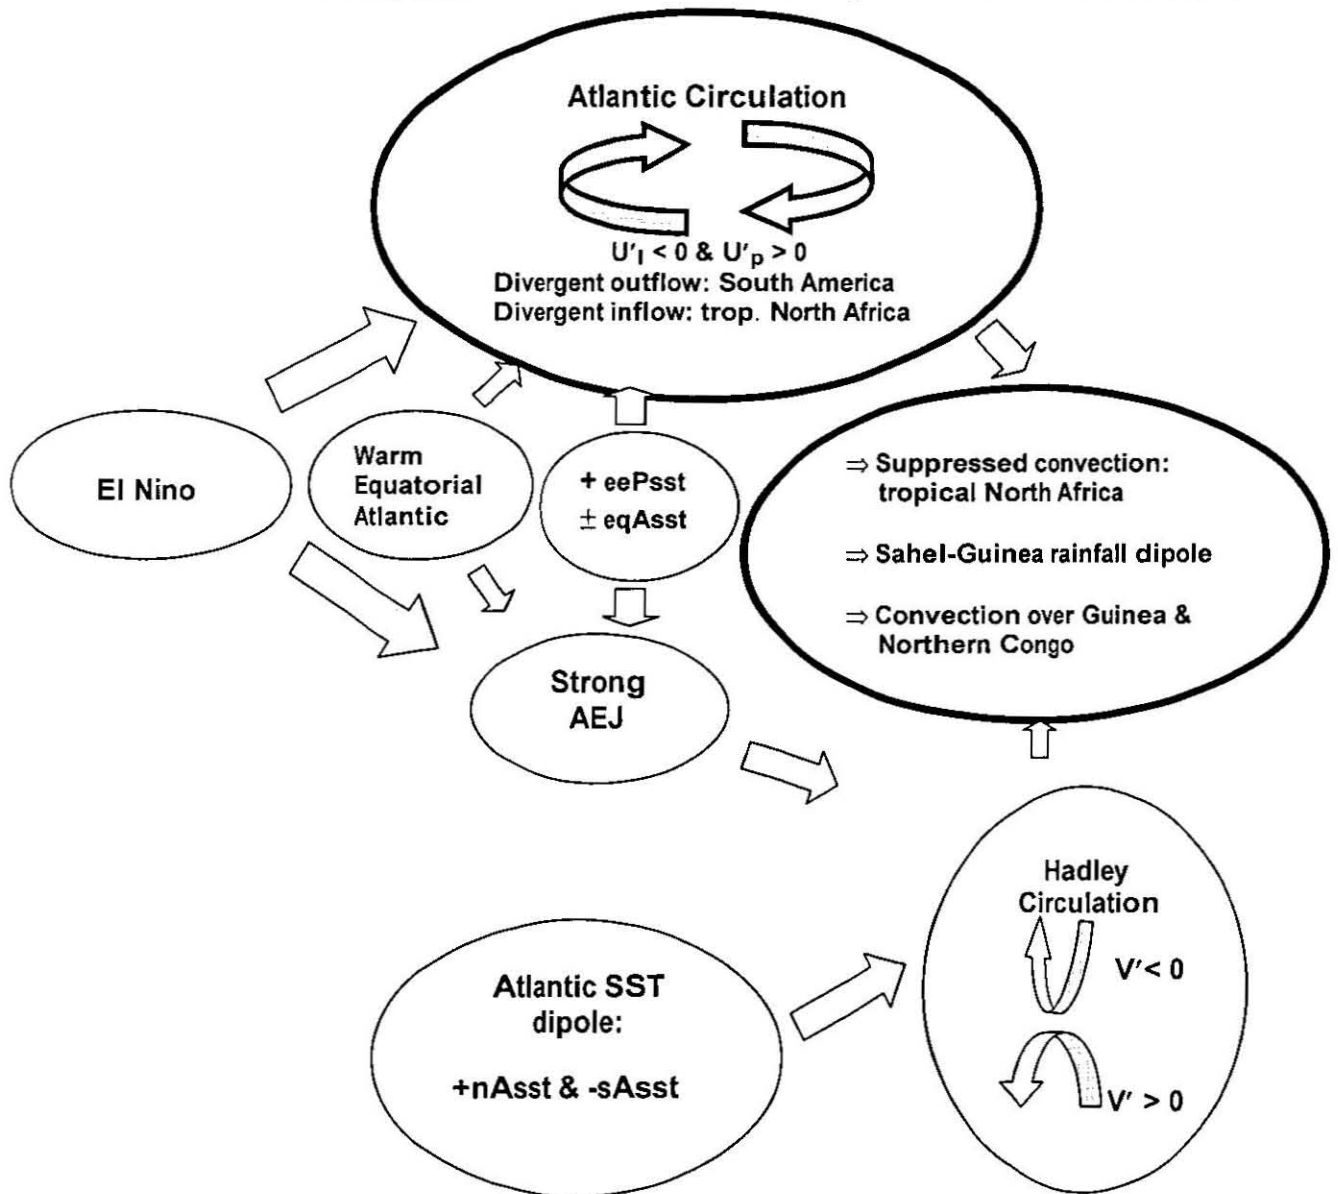 Atlantic Circulation
U'l < 0 & U'p > 0
Divergent outflow: South America
Divergent inflow: trop. North Africa
El Nino
Warm
Equatorial
Atlantic
+ eePsst
± eqAsst
⇒ Suppressed convection:
tropical North Africa
⇒ Sahel-Guinea rainfall dipole
⇒ Convection over Guinea &
Northern Congo
Strong
AEJ
Hadley
Circulation
V'< 0
V' > 0
Atlantic SST
dipole:
+nAsst & -sAsst